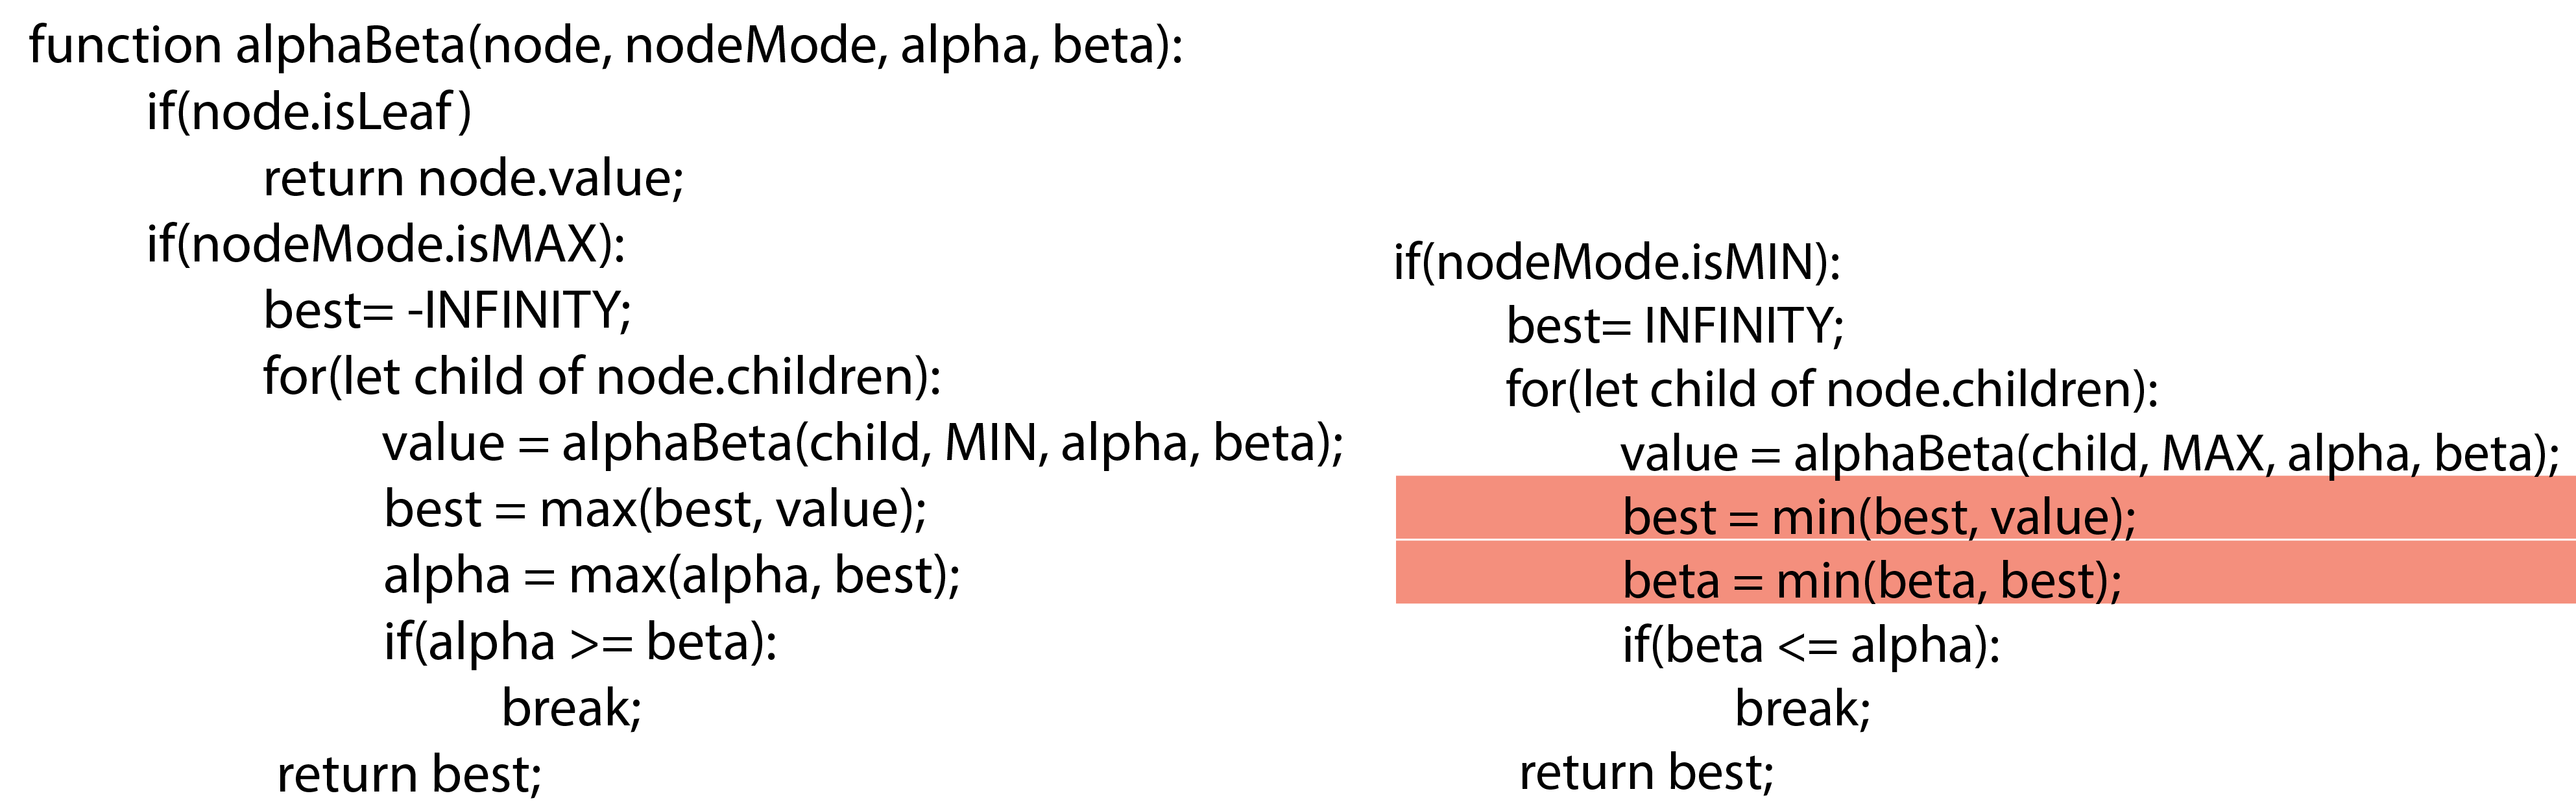 function alphaBeta(node, nodeMode, alpha, beta):
if(node.isLeaf)
return node.value;
if(nodeMode.isMAX):
best= -INFINITY;
for(let child of node.children):
value = alphaBeta(child, MIN, alpha, beta);
best = max(best, value);
alpha = max(alpha, best);
if(alpha >= beta):
break;
return best;
if(nodeMode.isMIN):
best= INFINITY;
for(let child of node.children):
value = alphaBeta(child, MAX, alpha, beta);
best = min(best, value);
beta = min(beta, best);
if(beta <= alpha):
break;
return best;